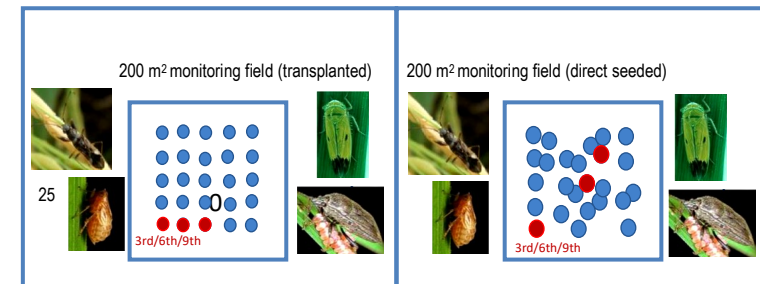 200 m2 monitoring field (transplanted)
25
0
3rd/6th/9th
200 m2 monitoring field (direct seeded)
3rd/6th/9th